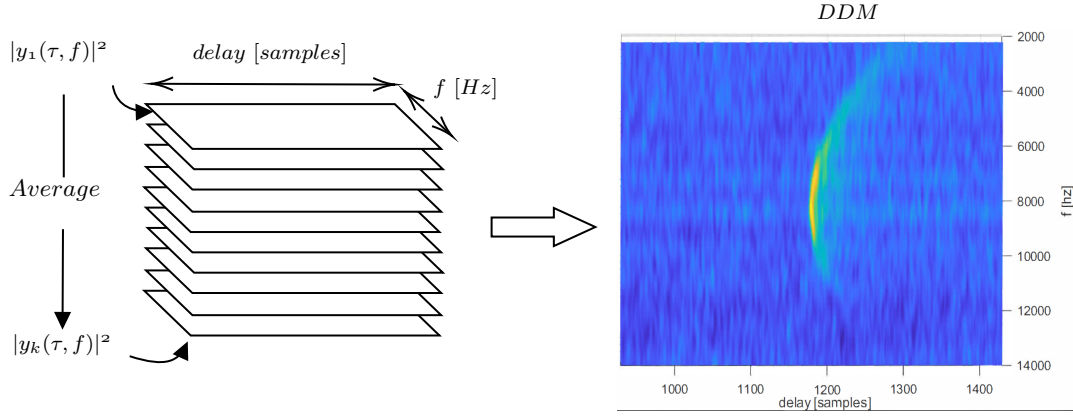 DDM
|y₁(τ, f)|²
delay [samples]
f [Hz]
Average
|yₖ(τ, f)|²
2000
4000
6000
8000
10000
12000
14000
f [hz]
1000 1100 1200 1300 1400
delay [samples]